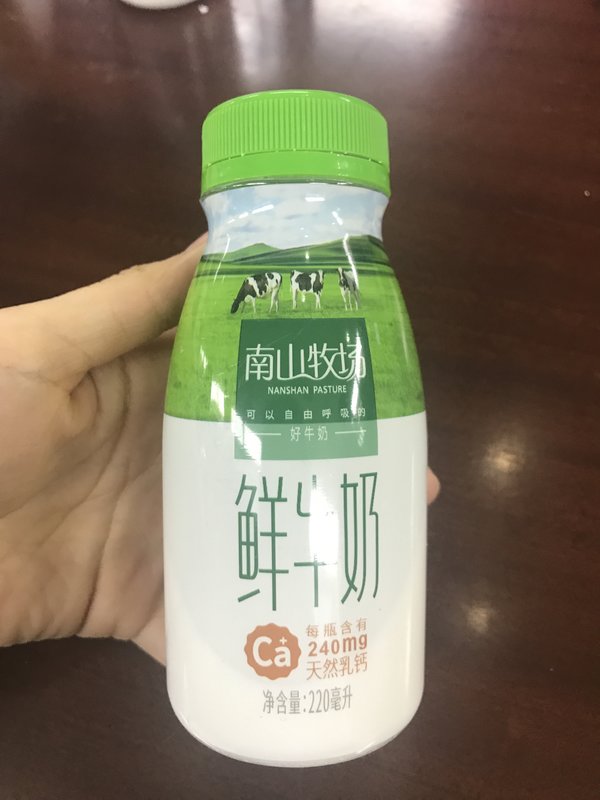 南山牧场
NANSHAN PASTURE
可以自由呼吸的
好牛奶
鲜牛奶
Ca+
每瓶含有
240mg
天然乳钙
净含量:220毫升